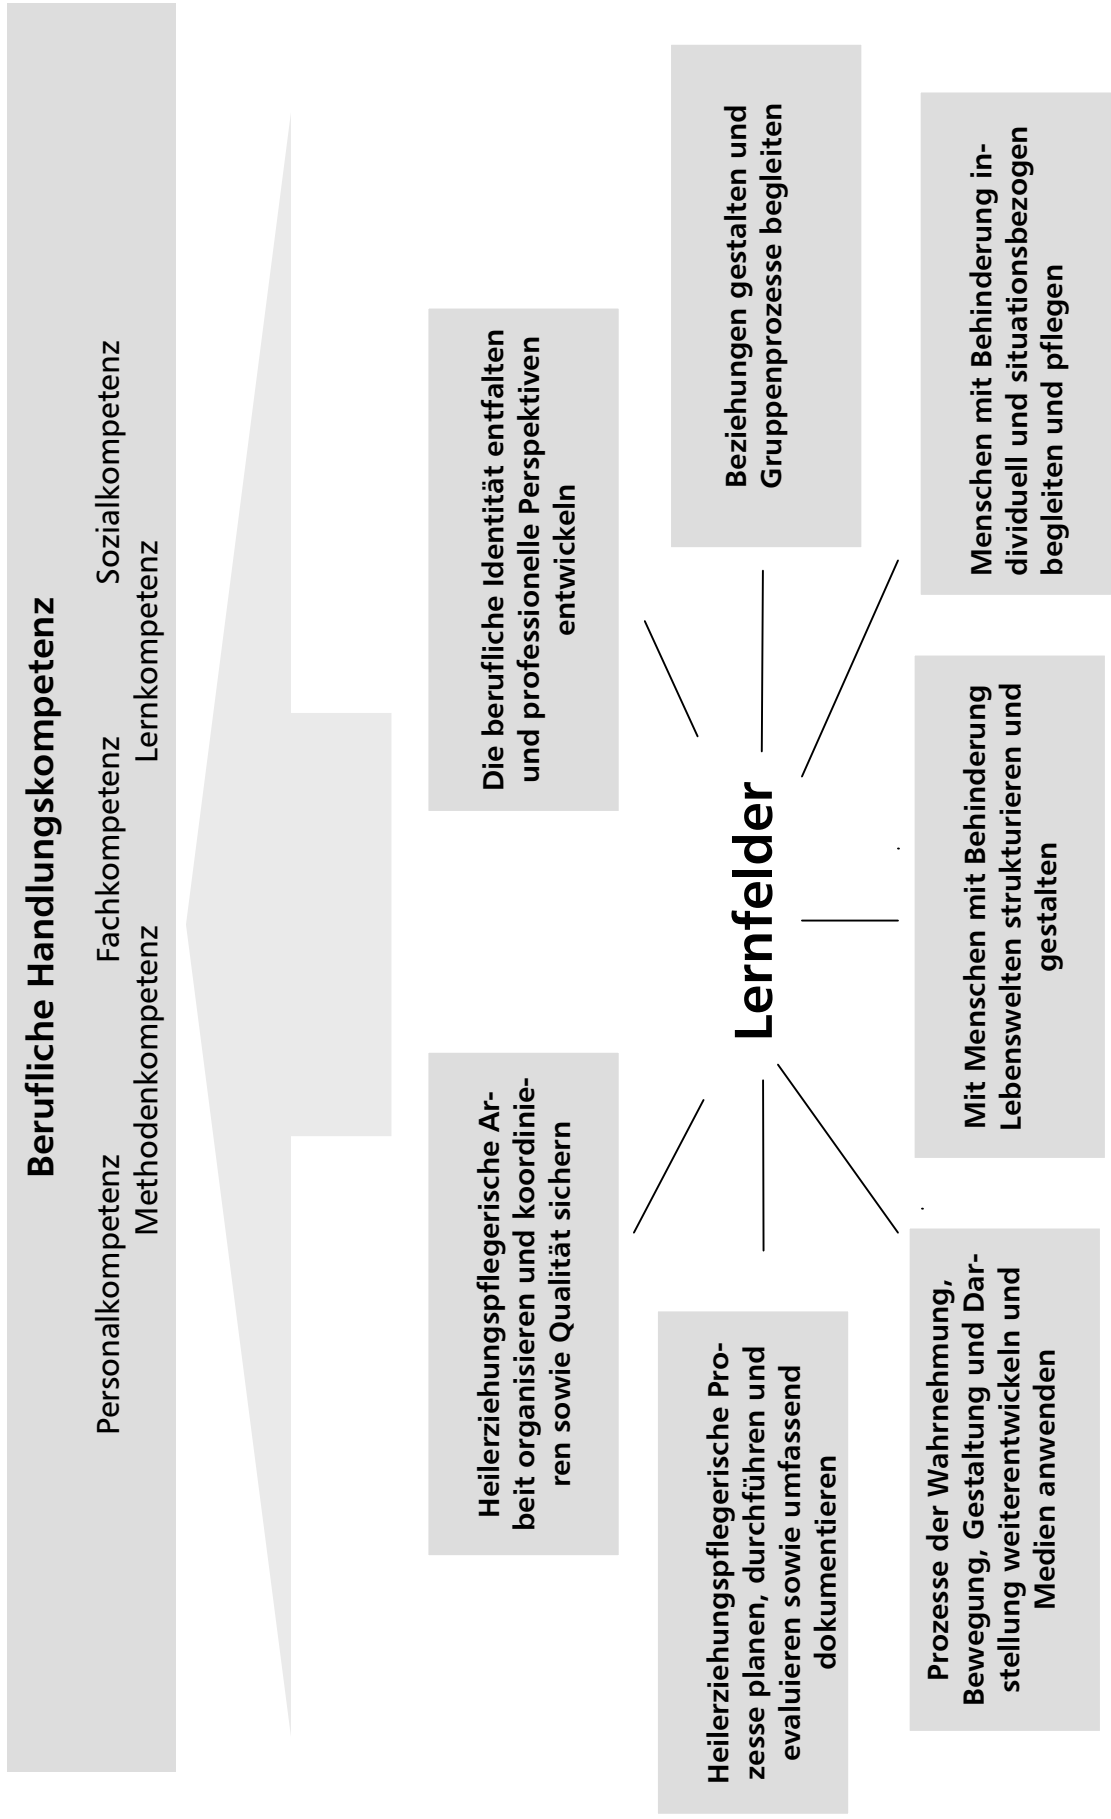 Berufliche Handlungskompetenz
Personalkompetenz
Fachkompetenz
Sozialkompetenz
Methodenkompetenz
Lernkompetenz
Heilerziehungspflegerische Ar-
beit organisieren und koordinie-
ren sowie Qualität sichern
Die berufliche Identität entfalten
und professionelle Perspektiven
entwickeln
Heilerziehungspflegerische Pro-
zesse planen, durchführen und
evaluieren sowie umfassend
dokumentieren
Lernfelder
Beziehungen gestalten und
Gruppenprozesse begleiten
Prozesse der Wahrnehmung,
Bewegung, Gestaltung und Dar-
stellung weiterentwickeln und
Medien anwenden
Mit Menschen mit Behinderung
Lebenswelten strukturieren und
gestalten
Menschen mit Behinderung in-
dividuell und situationsbezogen
begleiten und pflegen